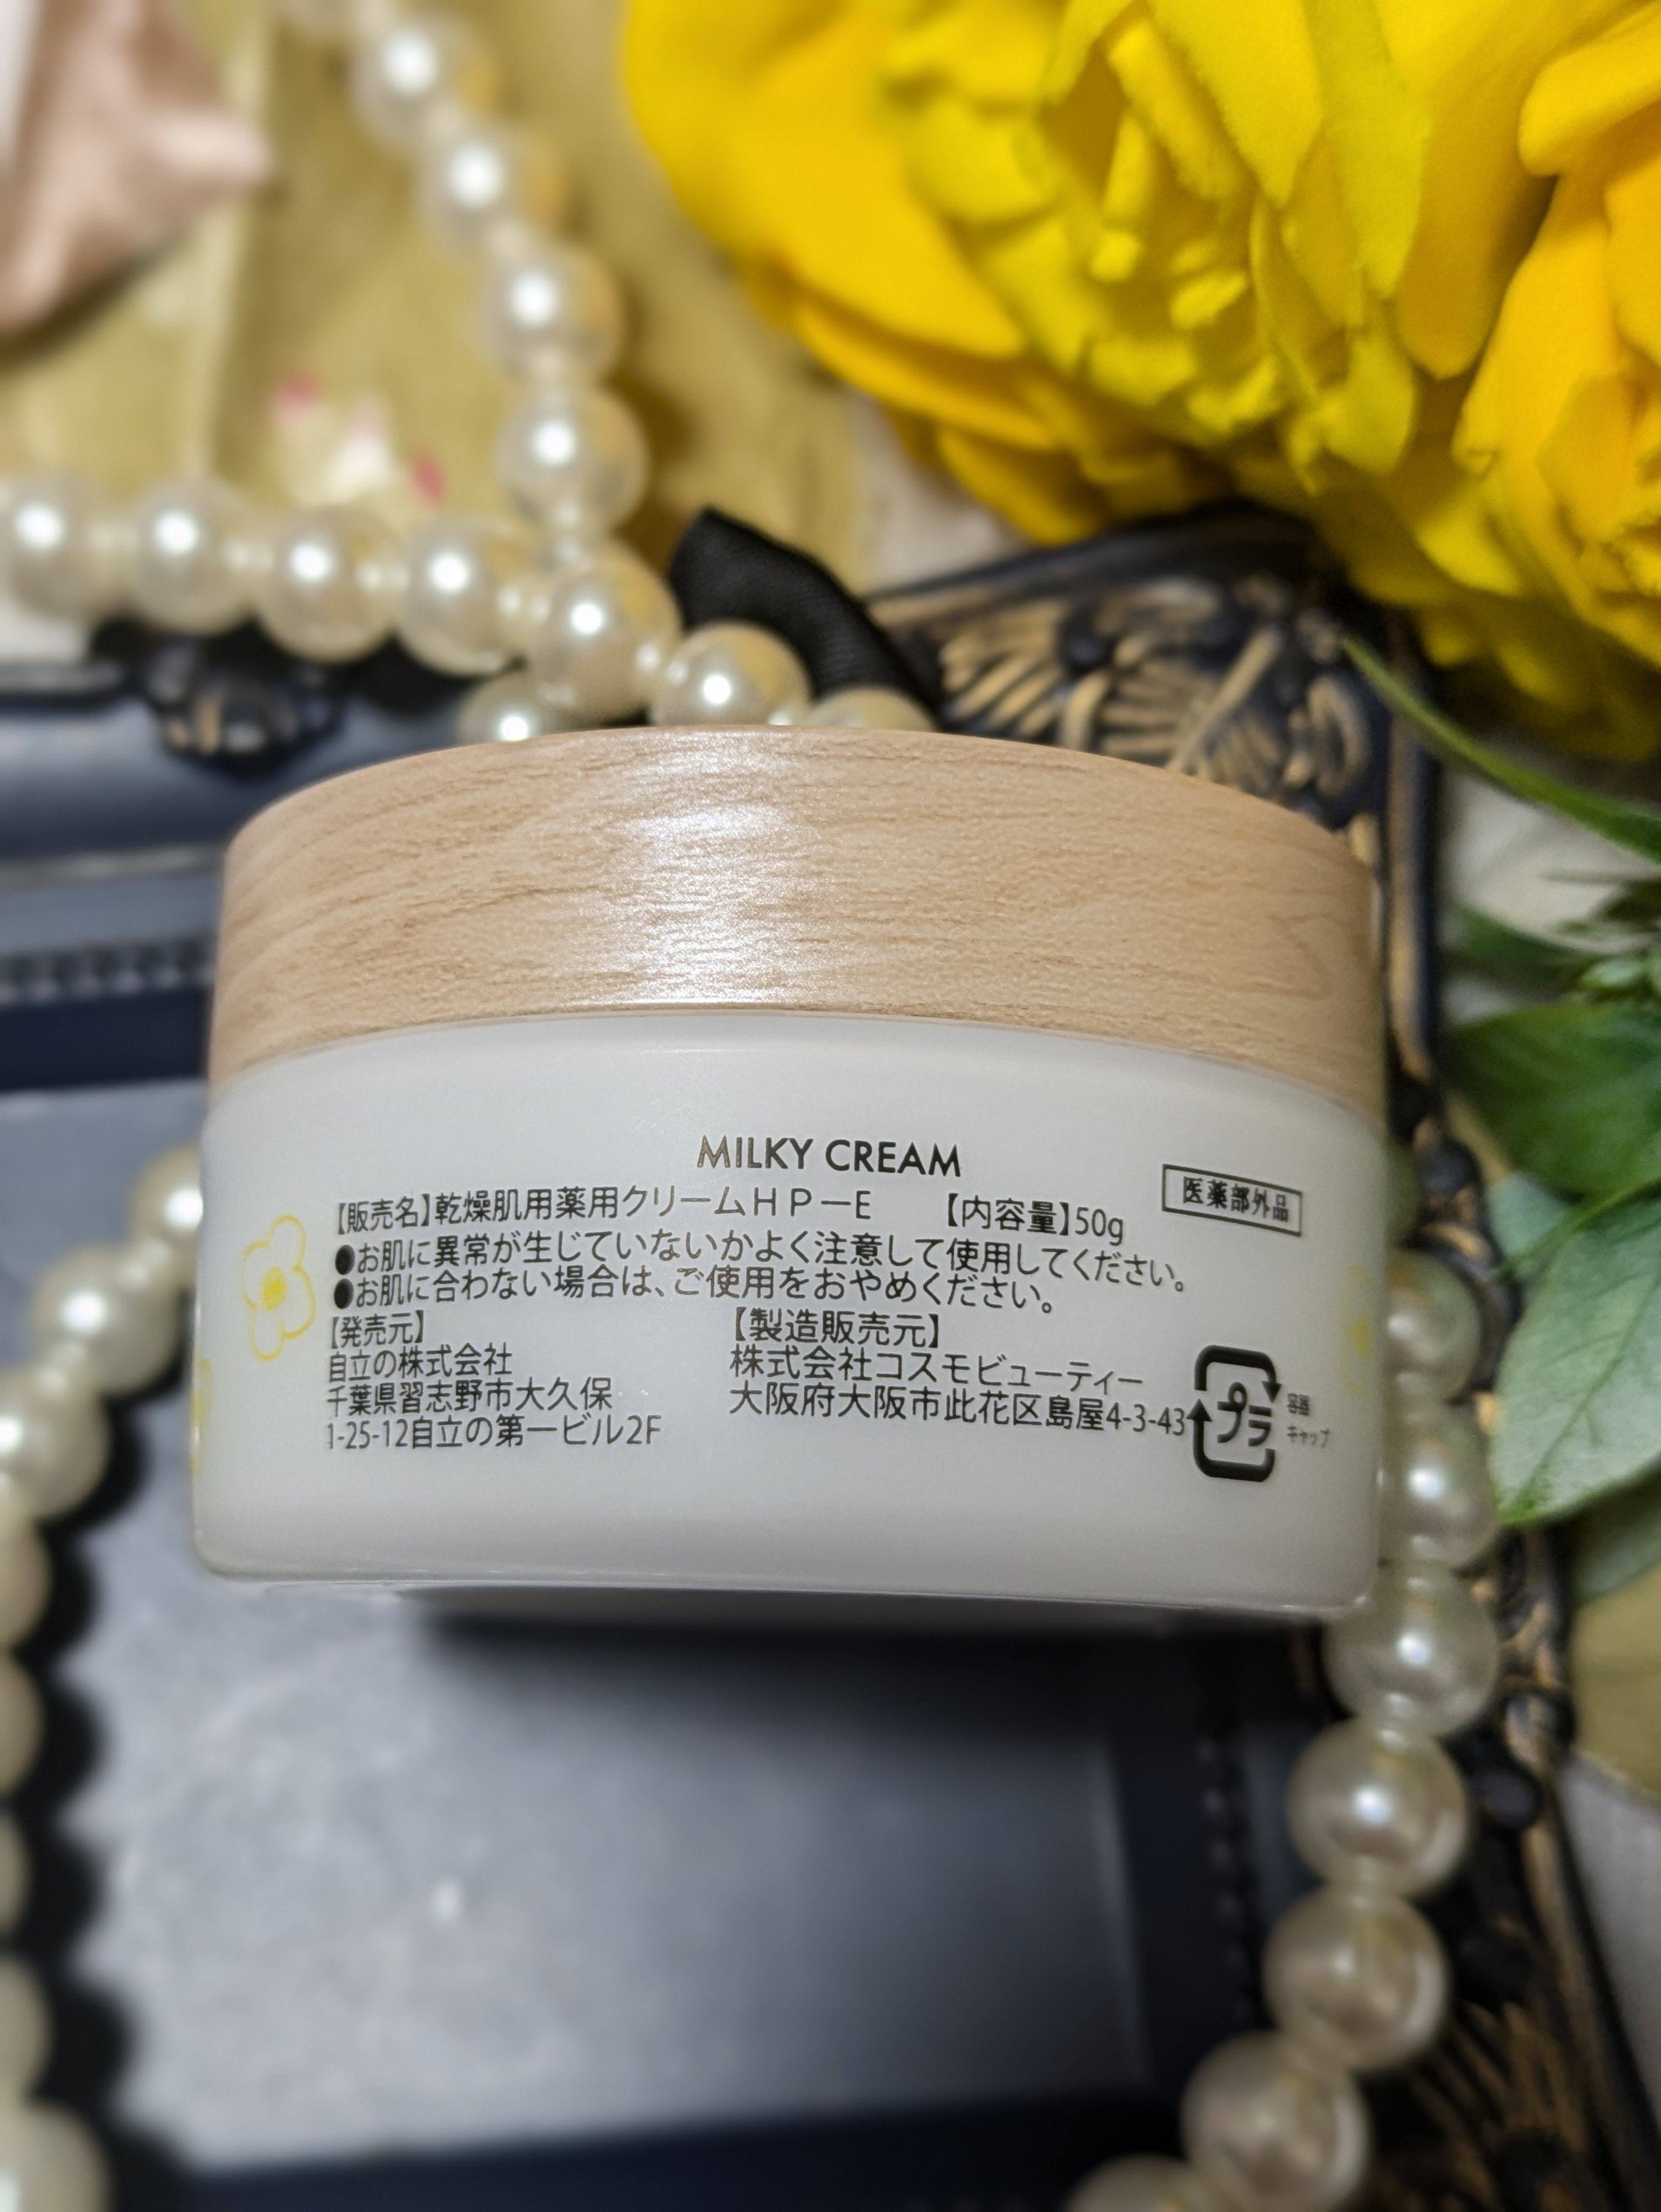 MILKY CREAM
医薬部外品
【販売名】乾燥肌用薬用クリームＨＰ－Ｅ 【内容量】50g
●お肌に異常が生じていないかよく注意して使用してください。
●お肌に合わない場合は、ご使用をおやめください。
【発売元】
自立の株式会社
千葉県習志野市大久保
1-25-12自立の第一ビル2F
【製造販売元】
株式会社コスモビューティー
大阪府大阪市此花区島屋4-3-43
プラ
容器
キャップ